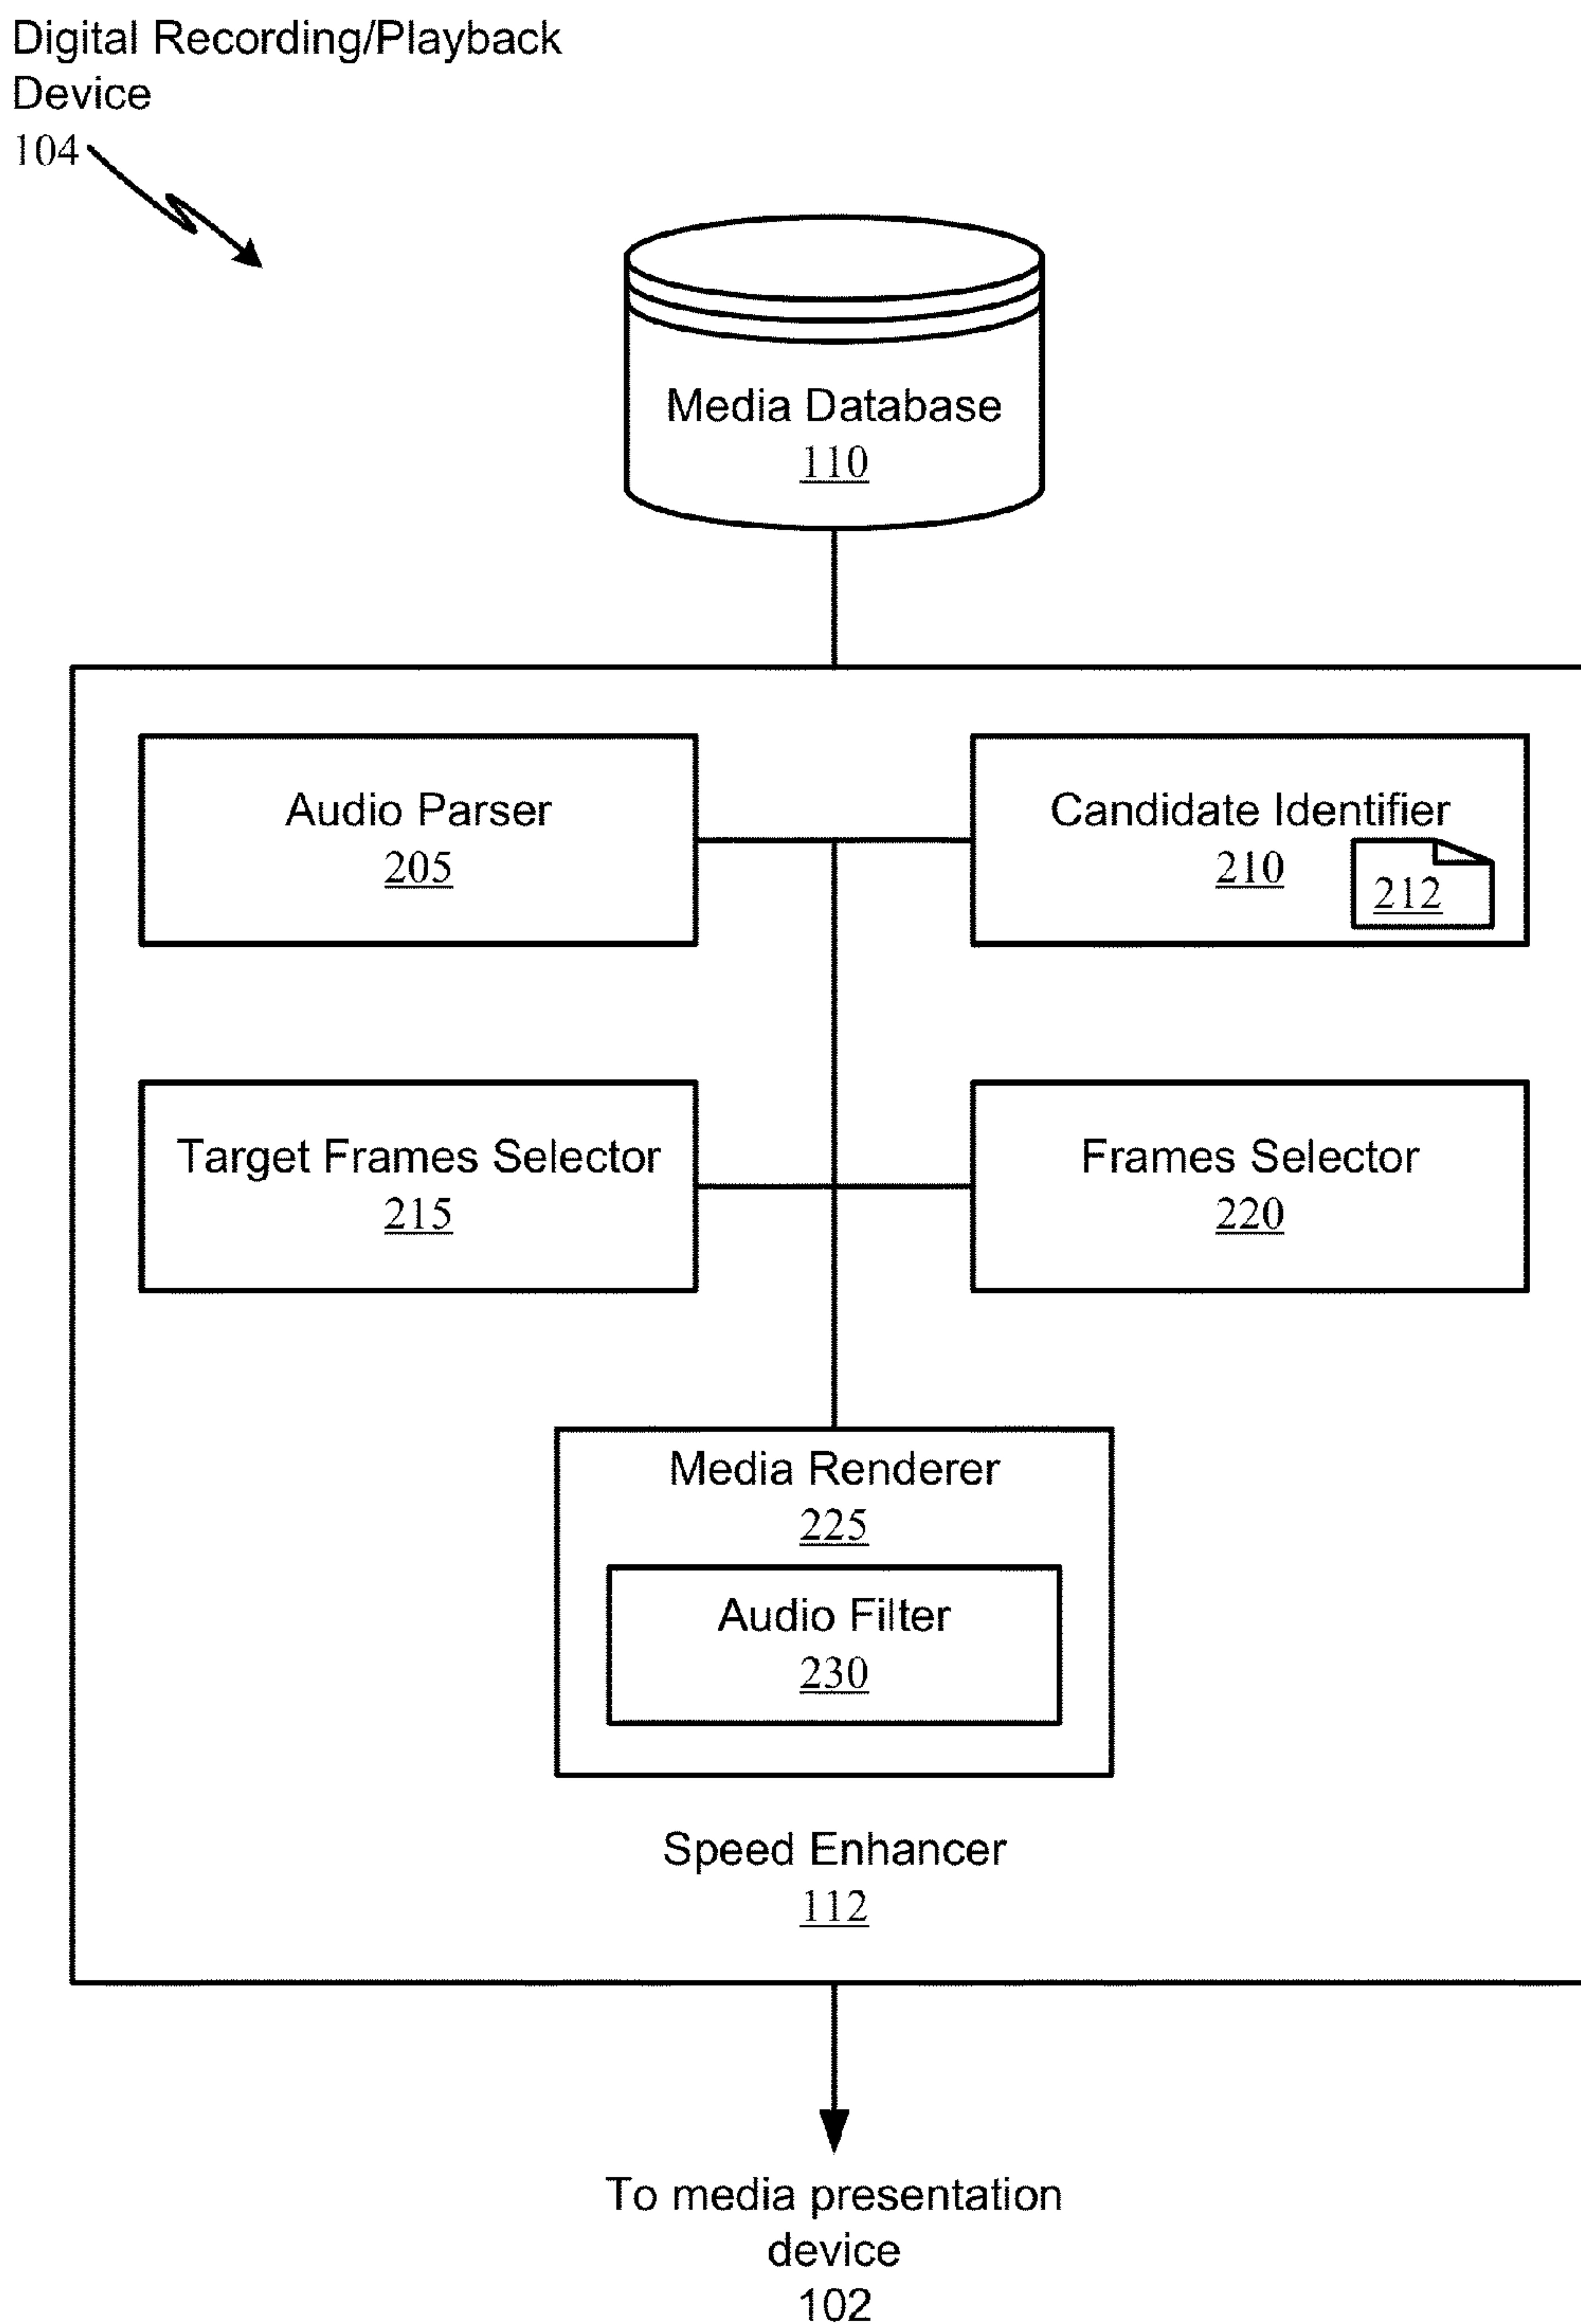 Digital Recording/Playback
Device
104
Media Database
110
Audio Parser
205
Candidate Identifier
210
212
Target Frames Selector
215
Frames Selector
220
Media Renderer
225
Audio Filter
230
Speed Enhancer
112
To media presentation
device
102